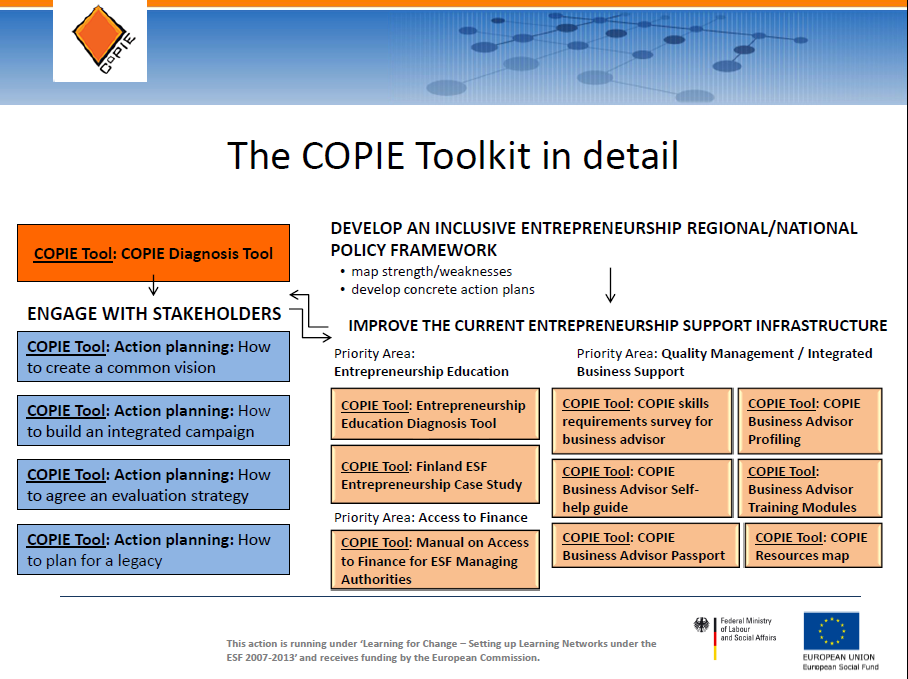 COPIE
The COPIE Toolkit in detail
COPIE Tool: COPIE Diagnosis Tool
ENGAGE WITH STAKEHOLDERS
COPIE Tool: Action planning: How
to create a common vision
COPIE Tool: Action planning: How
to build an integrated campaign
COPIE Tool: Action planning: How
to agree an evaluation strategy
COPIE Tool: Action planning: How
to plan for a legacy
DEVELOP AN INCLUSIVE ENTREPRENEURSHIP REGIONAL/NATIONAL
POLICY FRAMEWORK
• map strength/weaknesses
• develop concrete action plans
IMPROVE THE CURRENT ENTREPRENEURSHIP SUPPORT INFRASTRUCTURE
Priority Area:
Entrepreneurship Education
COPIE Tool: Entrepreneurship
Education Diagnosis Tool
COPIE Tool: Finland ESF
Entrepreneurship Case Study
Priority Area: Access to Finance
COPIE Tool: Manual on Access
to Finance for ESF Managing
Authorities
Priority Area: Quality Management / Integrated
Business Support
COPIE Tool: COPIE skills
requirements survey for
business advisor
COPIE Tool: COPIE
Business Advisor
Profiling
COPIE Tool: COPIE
Business Advisor Self-
help guide
COPIE Tool:
Business Advisor
Training Modules
COPIE Tool: COPIE
Business Advisor Passport
COPIE Tool: COPIE
Resources map
This action is running under ‘Learning for Change – Setting up Learning Networks under the
ESF 2007-2013’ and receives funding by the European Commission.
Federal Ministry
of Labour
and Social Affairs
EUROPEAN UNION
European Social Fund